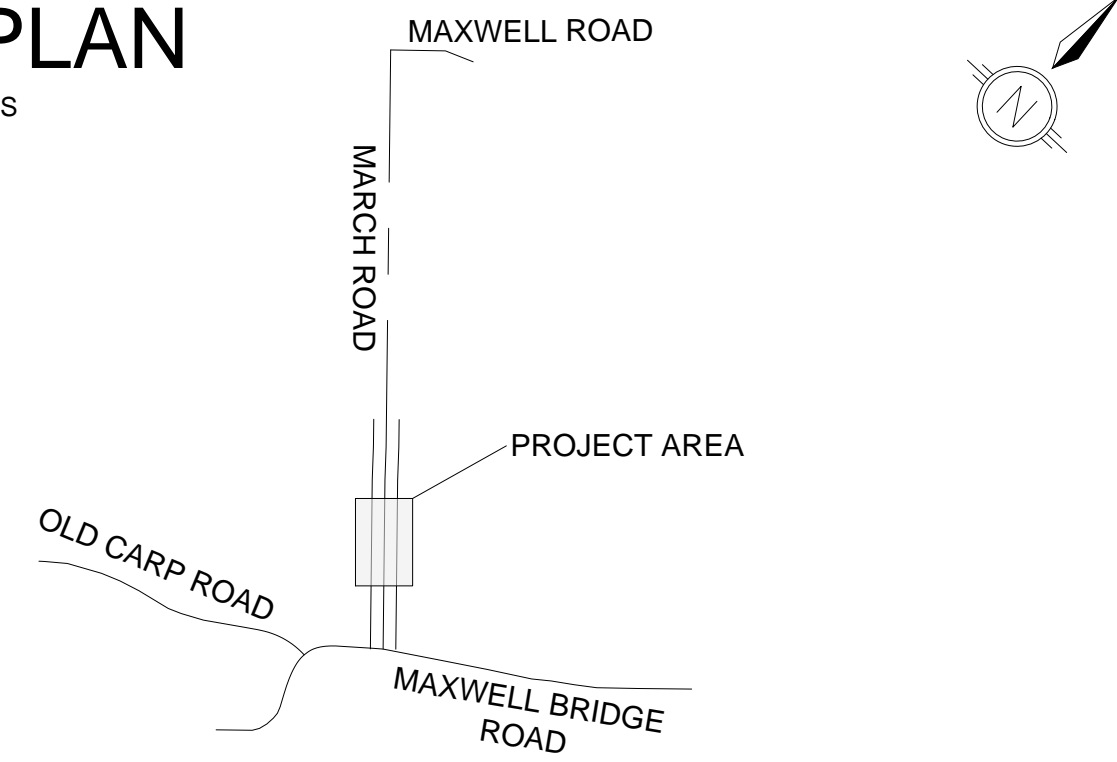 PLAN
S
MAXWELL ROAD
N
MARCH ROAD
PROJECT AREA
OLD CARP ROAD
MAXWELL BRIDGE
ROAD